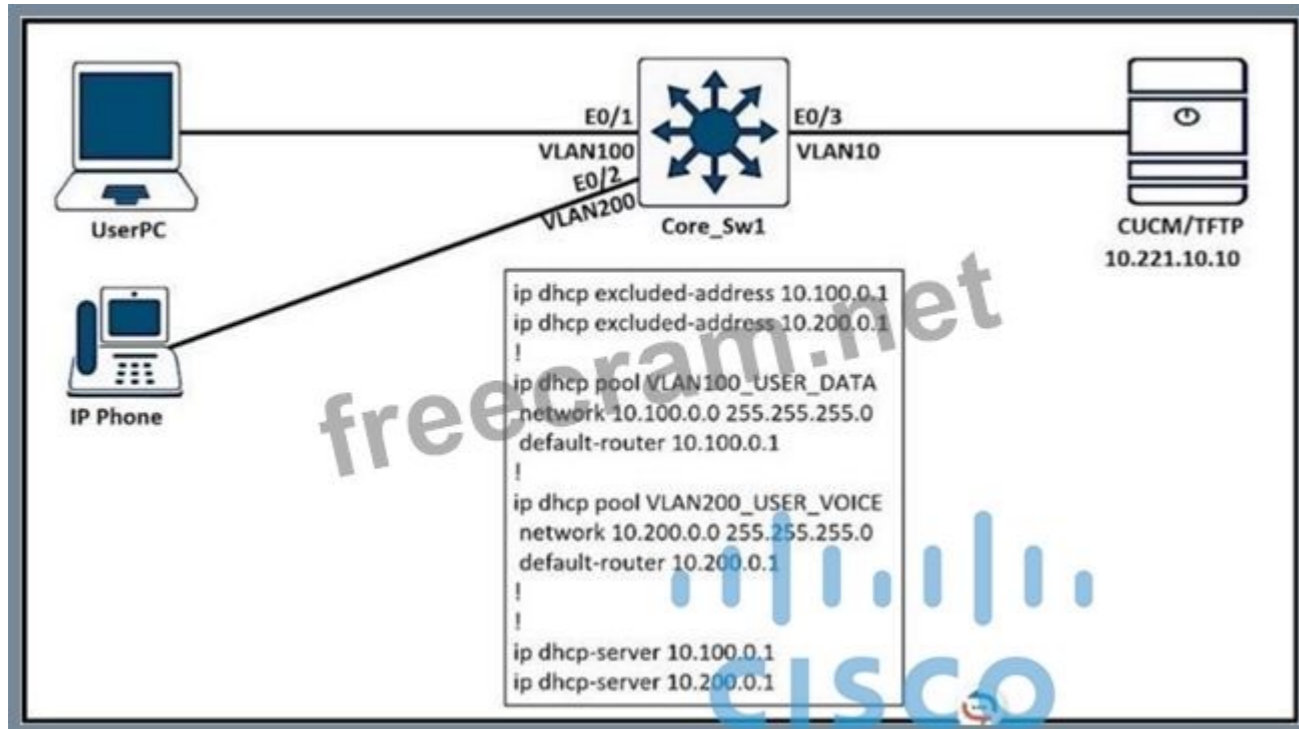 E0/1
E0/3
VLAN100
VLAN10
E0/2
VLAN200
UserPC
Core_Sw1
CUCM/TFTP
10.221.10.10
IP Phone
ip dhcp excluded-address 10.100.0.1
ip dhcp excluded-address 10.200.0.1
!
ip dhcp pool VLAN100_USER_DATA
network 10.100.0.0 255.255.255.0
default-router 10.100.0.1
!
ip dhcp pool VLAN200_USER_VOICE
network 10.200.0.0 255.255.255.0
default-router 10.200.0.1
!
!
ip dhcp-server 10.100.0.1
ip dhcp-server 10.200.0.1
freecram.net
CISCO